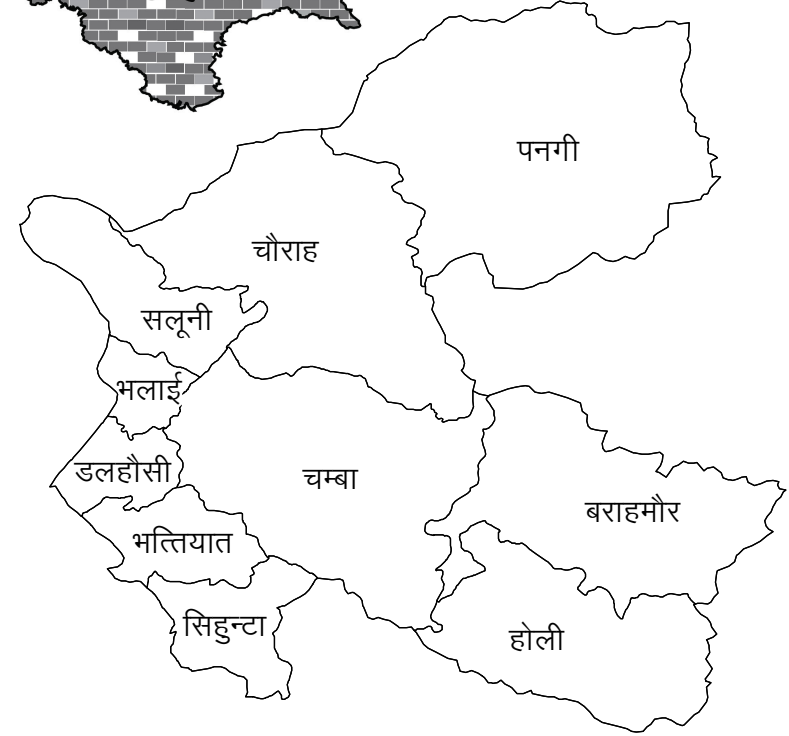 पनगी
चौराह
सलूनी
भलाई
डलहौसी
चम्बा
बराहमौर
भत्तियात
सिहुन्टा
होली